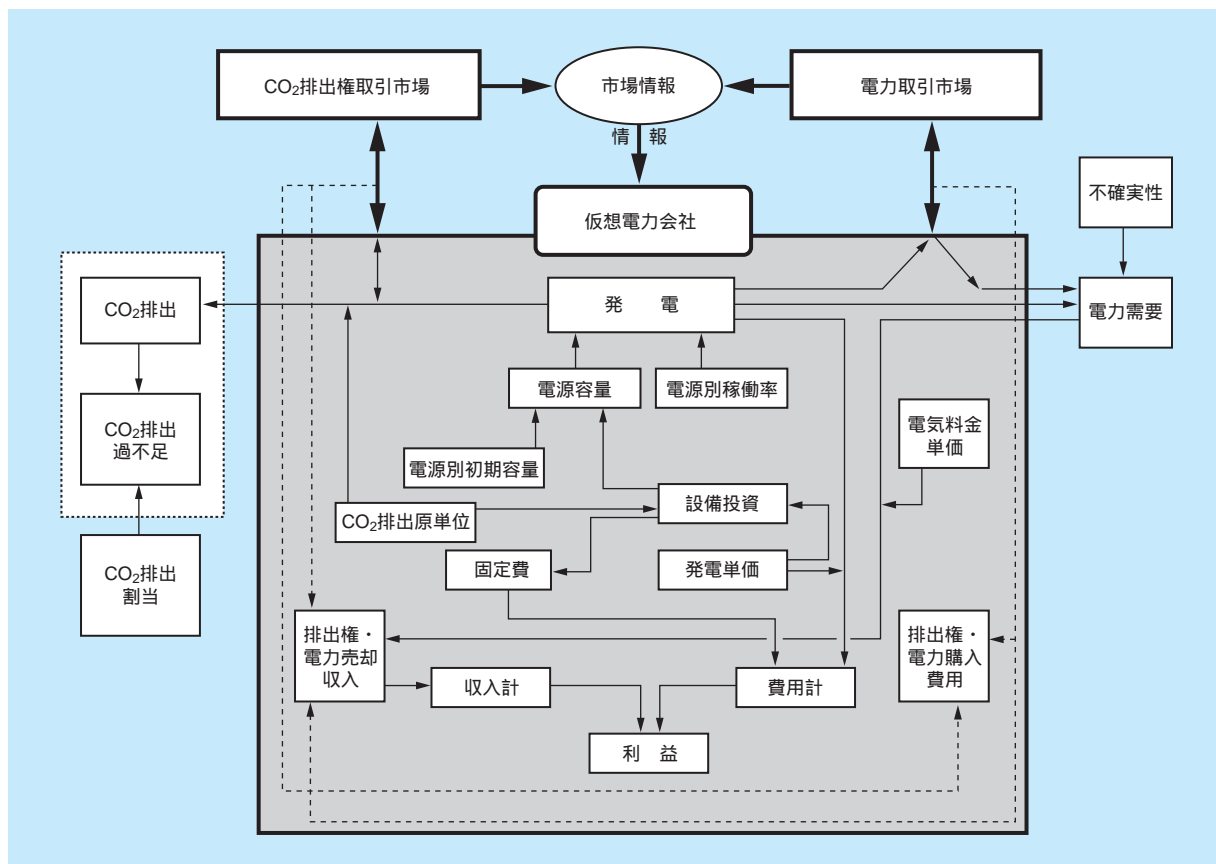 CO₂排出権取引市場
市場情報
電力取引市場
情 報
仮想電力会社
不確実性
CO₂排出
発 電
電力需要
電源容量
電源別稼働率
CO₂排出
過不足
電気料金
単価
電源別初期容量
設備投資
CO₂排出原単位
固定費
発電単価
CO₂排出
割当
排出権・
電力売却
収入
排出権・
電力購入
費用
収入計
費用計
利 益